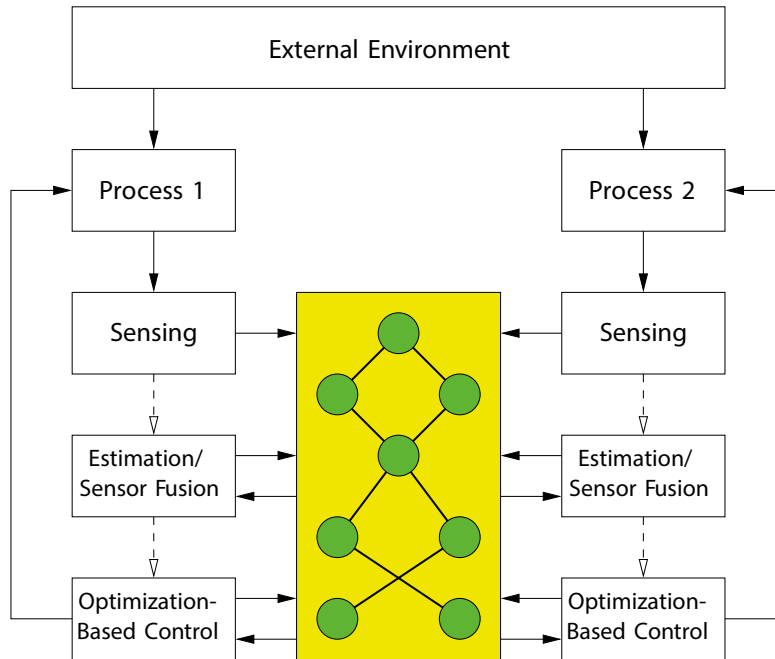 External Environment
Process 1
Process 2
Sensing
Sensing
Estimation/
Sensor Fusion
Estimation/
Sensor Fusion
Optimization-
Based Control
Optimization-
Based Control